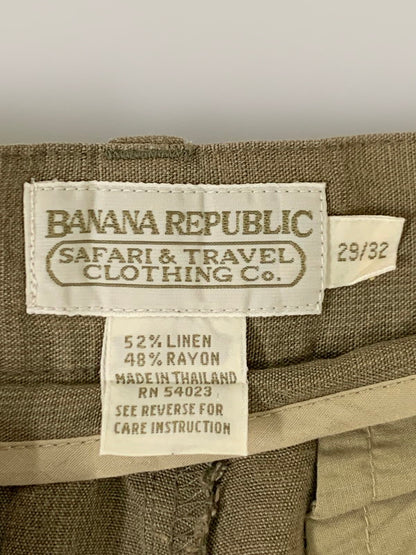 BANANA REPUBLIC
SAFARI & TRAVEL
CLOTHING Co.
29/32
52% LINEN
48% RAYON
MADE IN THAILAND
RN 54023
SEE REVERSE FOR
CARE INSTRUCTION